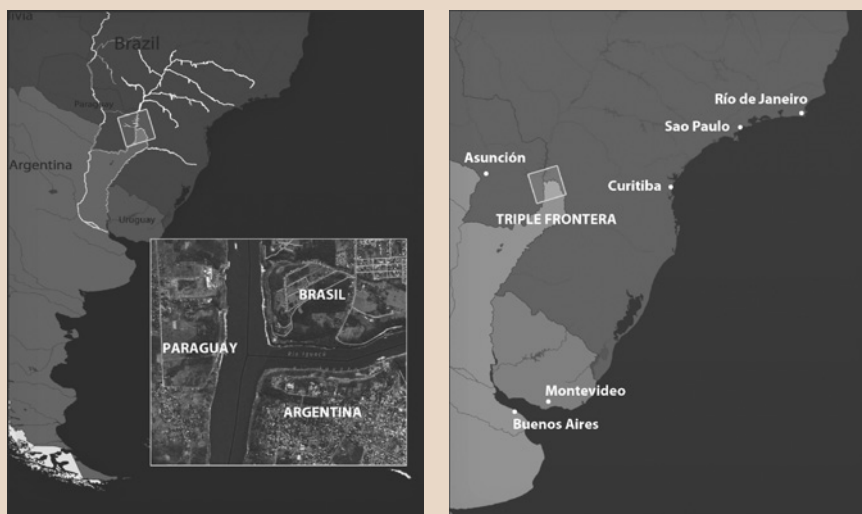 livia
Brazil
Paraguay
Argentina
Uruguay
BRASIL
PARAGUAY
ARGENTINA
Río de Janeiro
Sao Paulo
Asunción
Curitiba
TRIPLE FRONTERA
Montevideo
Buenos Aires